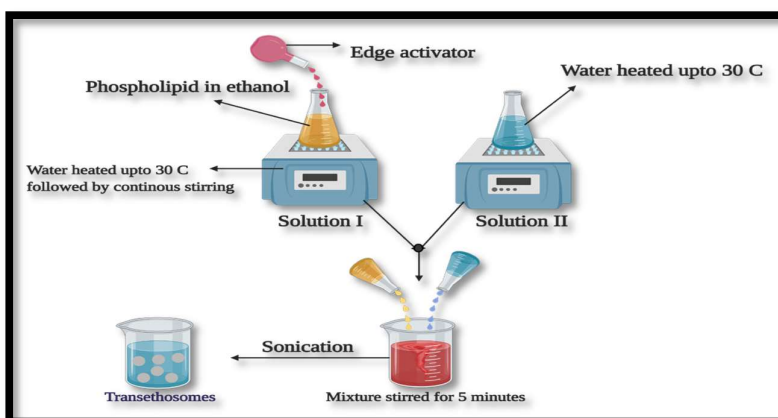 Edge activator
Phospholipid in ethanol
Water heated upto 30 C
Water heated upto 30 C
followed by continous stirring
Solution I
Solution II
Sonication
Transethosomes
Mixture stirred for 5 minutes